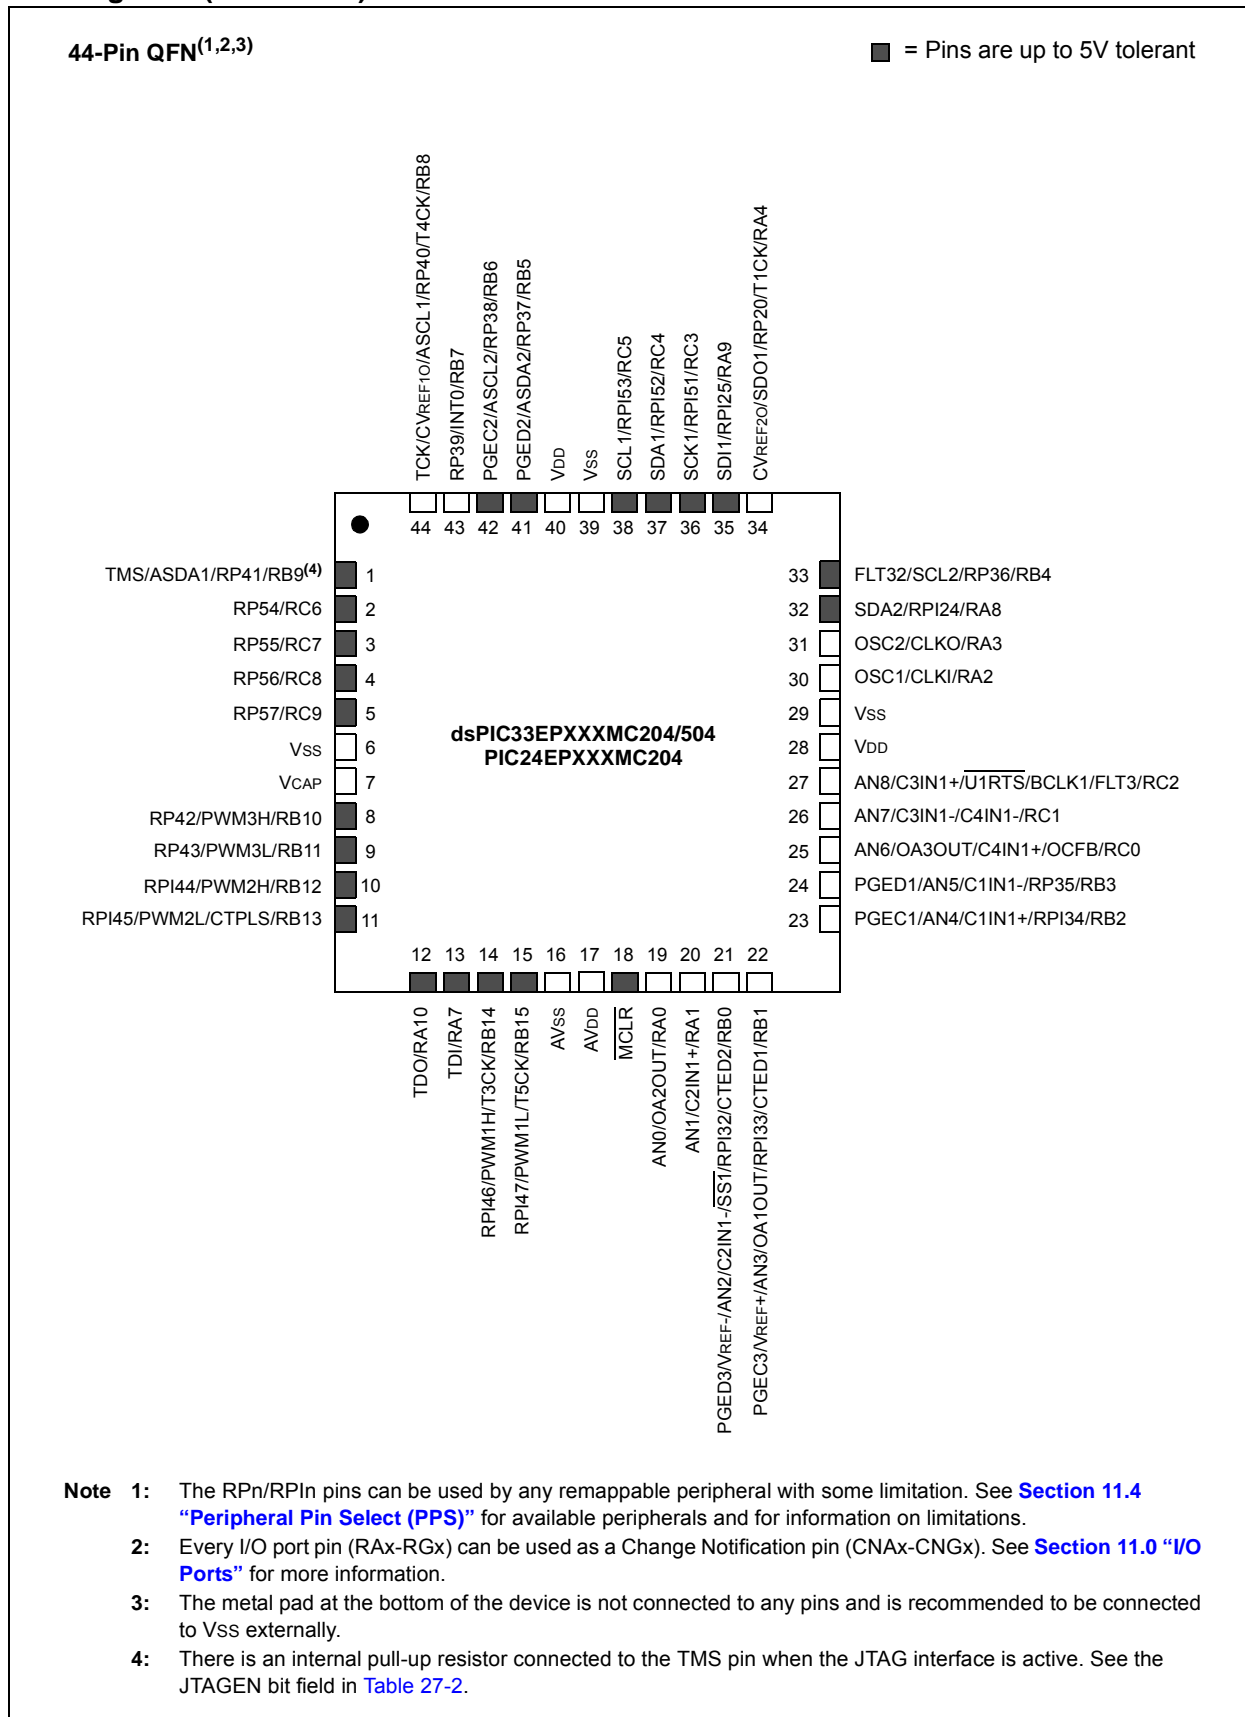 44-Pin QFN(1,2,3)
= Pins are up to 5V tolerant
TCK/CVREF1O/ASCL1/RP40/T4CK/RB8
RP39/INT0/RB7
PGEC2/ASCL2/RP38/RB6
PGED2/ASDA2/RP37/RB5
VDD
VSS
SCL1/RPI53/RC5
SDA1/RPI52/RC4
SCK1/RPI51/RC3
SDI1/RPI25/RA9
CVREF2O/SDO1/RP20/T1CK/RA4
44 43 42 41 40 39 38 37 36 35 34
TMS/ASDA1/RP41/RB9(4) 1
RP54/RC6 2
RP55/RC7 3
RP56/RC8 4
RP57/RC9 5
VSS 6
VCAP 7
RP42/PWM3H/RB10 8
RP43/PWM3L/RB11 9
RPI44/PWM2H/RB12 10
RPI45/PWM2L/CTPLS/RB13 11
dsPIC33EPXXXMC204/504
PIC24EPXXXMC204
33 FLT32/SCL2/RP36/RB4
32 SDA2/RPI24/RA8
31 OSC2/CLKO/RA3
30 OSC1/CLKI/RA2
29 VSS
28 VDD
27 AN8/C3IN1+/U1RTS/BCLK1/FLT3/RC2
26 AN7/C3IN1-/C4IN1-/RC1
25 AN6/OA3OUT/C4IN1+/OCFB/RC0
24 PGED1/AN5/C1IN1-/RP35/RB3
23 PGEC1/AN4/C1IN1+/RPI34/RB2
12 13 14 15 16 17 18 19 20 21 22
TDO/RA10
TDI/RA7
RPI46/PWM1H/T3CK/RB14
RPI47/PWM1L/T5CK/RB15
AVSS
AVDD
MCLR
AN0/OA2OUT/RA0
AN1/C2IN1+/RA1
PGED3/VREF-/AN2/C2IN1-/SS1/RPI32/CTED2/RB0
PGEC3/VREF+/AN3/OA1OUT/RPI33/CTED1/RB1
Note 1: The RPn/RPIn pins can be used by any remappable peripheral with some limitation. See Section 11.4
“Peripheral Pin Select (PPS)” for available peripherals and for information on limitations.
2: Every I/O port pin (RAx-RGx) can be used as a Change Notification pin (CNAx-CNGx). See Section 11.0 “I/O
Ports” for more information.
3: The metal pad at the bottom of the device is not connected to any pins and is recommended to be connected
to VSS externally.
4: There is an internal pull-up resistor connected to the TMS pin when the JTAG interface is active. See the
JTAGEN bit field in Table 27-2.